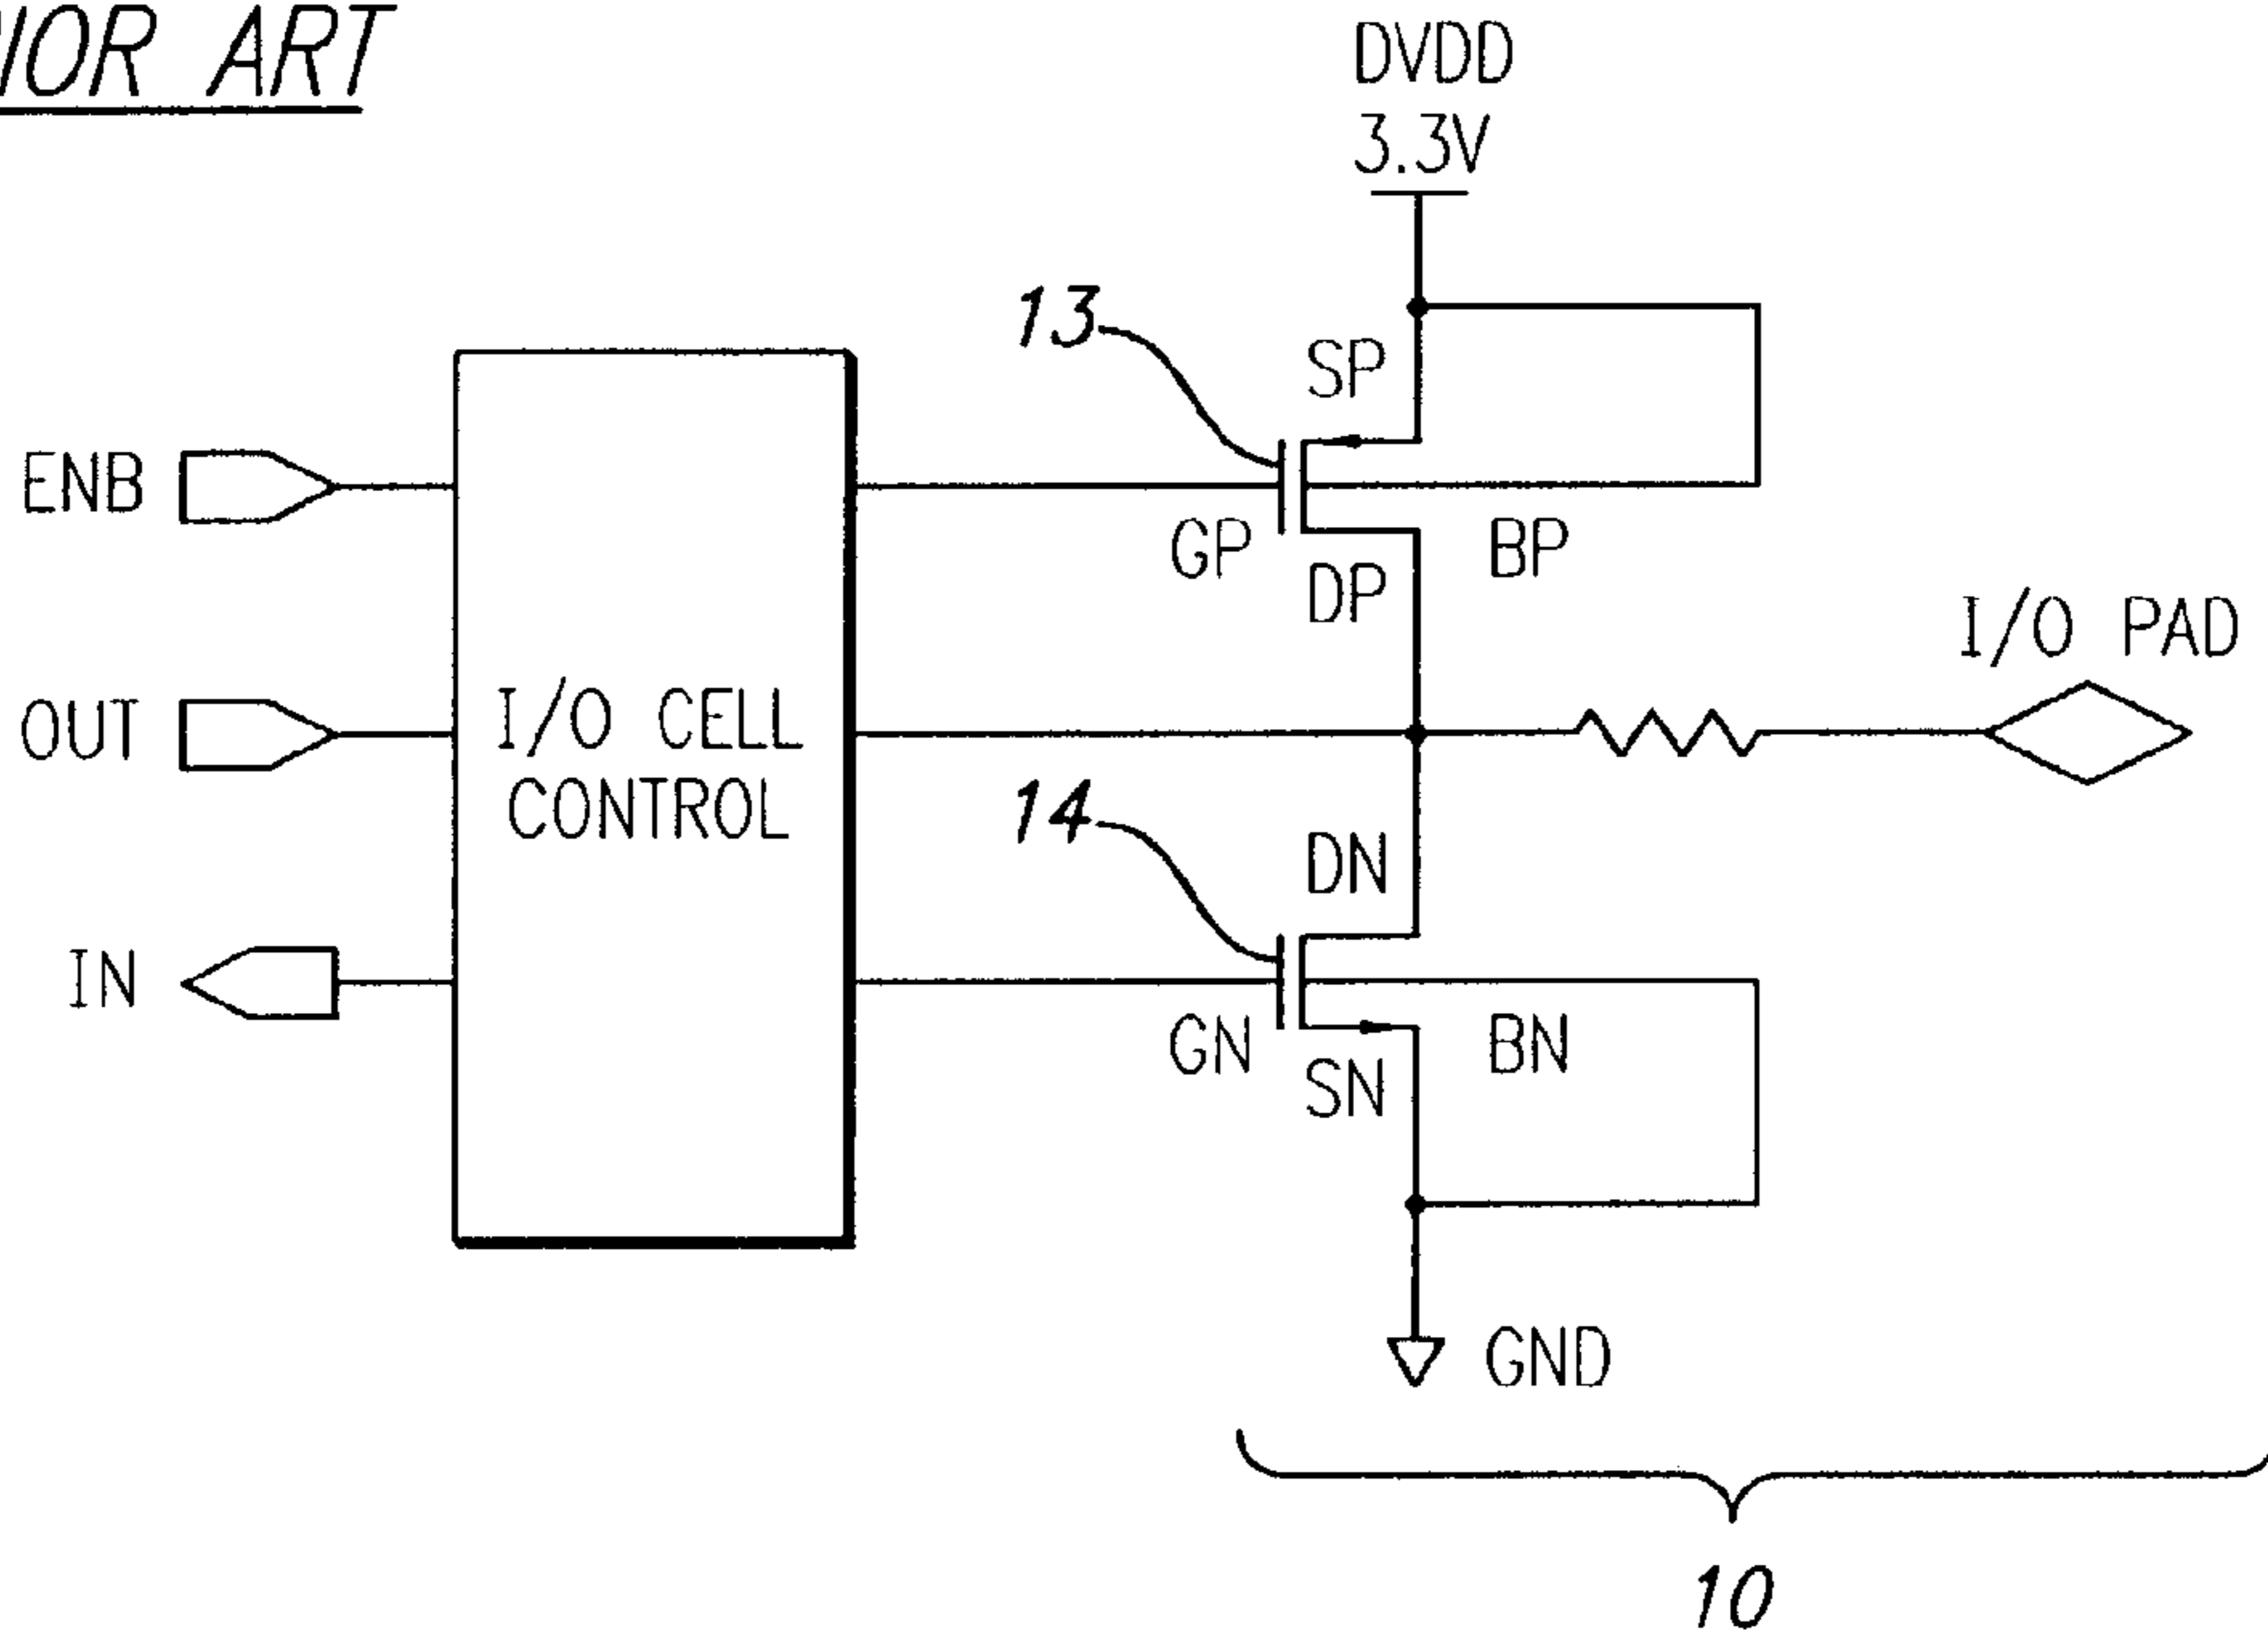 ART
DVDD
3.3V
13
SP
ENB
GP
BP
DP
I/O PAD
OUT
I/O CELL
CONTROL
14
DN
IN
GN
BN
SN
GND
10